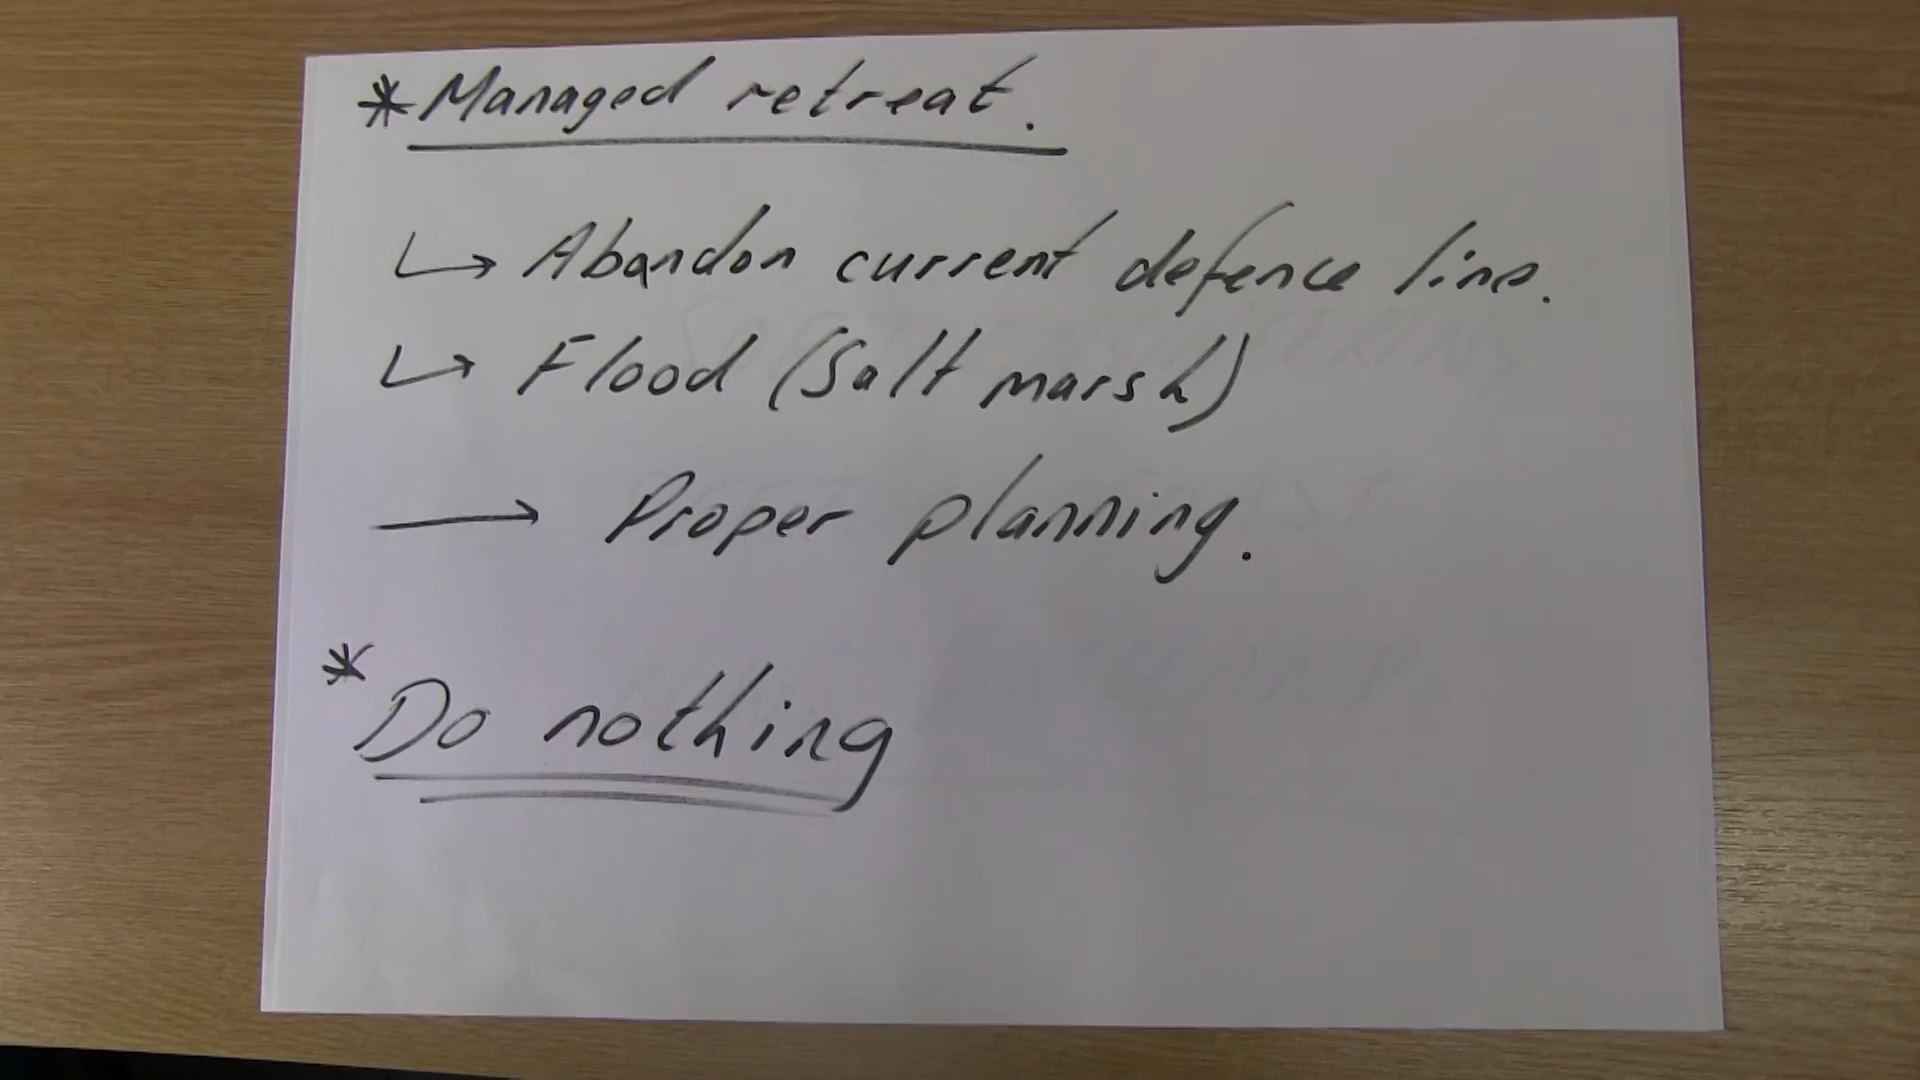 * Managed retreat.
↳ Abandon current defence line.
↳ Flood (Salt marsh)
→ Proper planning.
* Do nothing